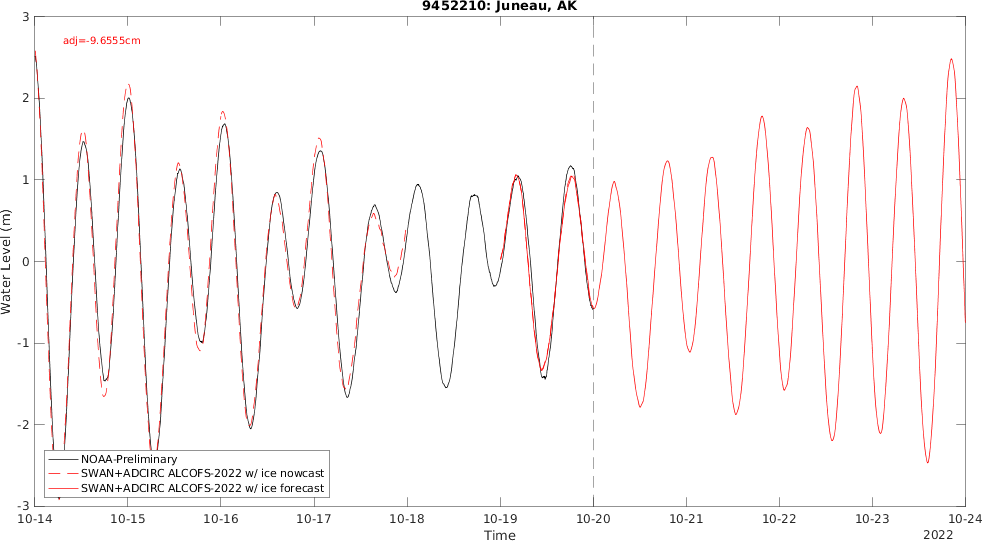 9452210: Juneau, AK
adj=-9.6555cm
3
2
1
0
-1
-2
-3
Water Level (m)
NOAA-Preliminary
SWAN+ADCIRC ALCOFS-2022 w/ ice nowcast
SWAN+ADCIRC ALCOFS-2022 w/ ice forecast
10-14 10-15 10-16 10-17 10-18 10-19 10-20 10-21 10-22 10-23 10-24
Time
2022